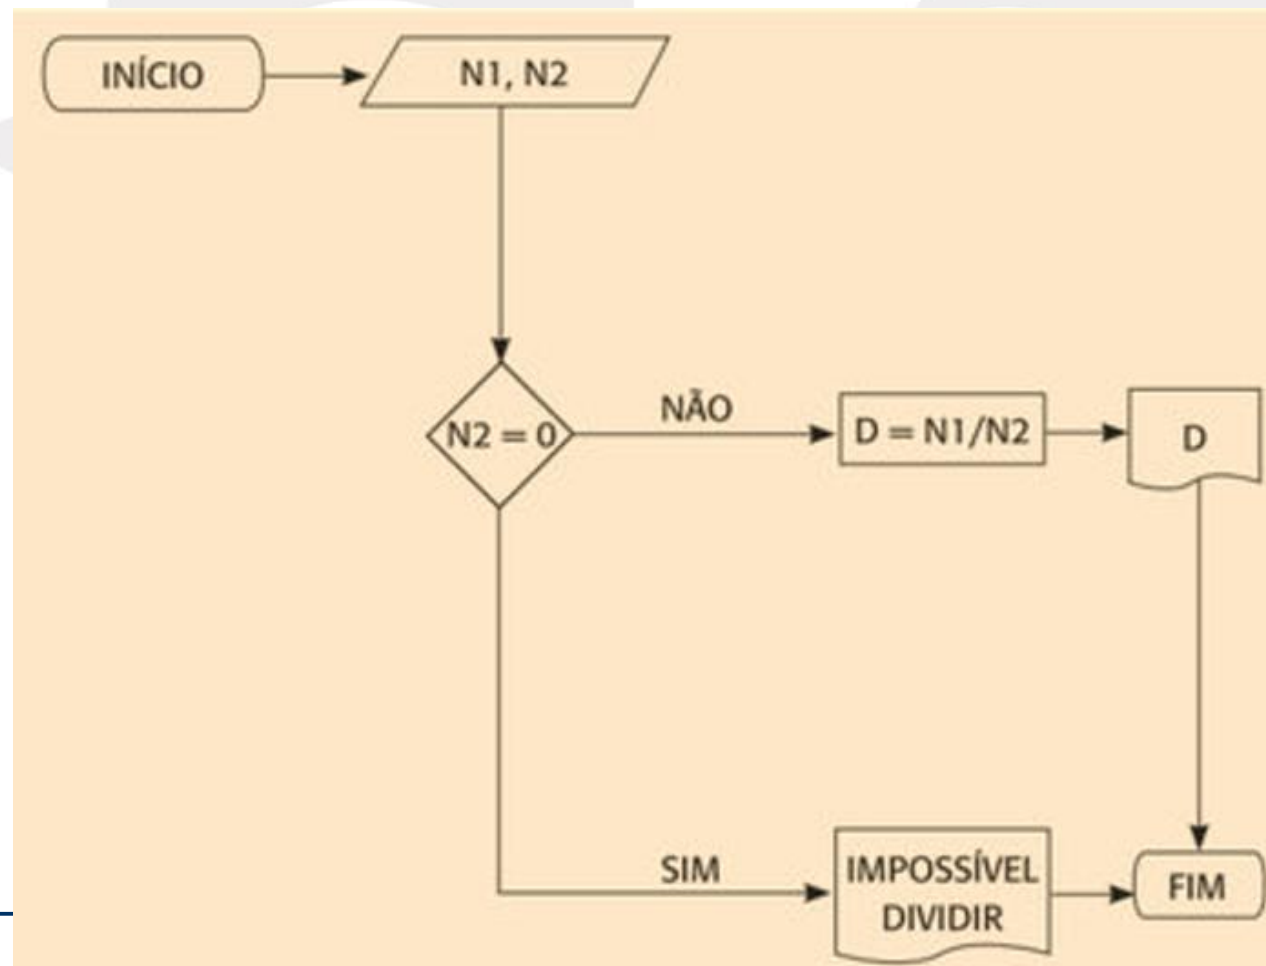 INÍCIO
N1, N2
N2 = 0
NÃO
D = N1/N2
D
SIM
IMPOSSÍVEL
DIVIDIR
FIM